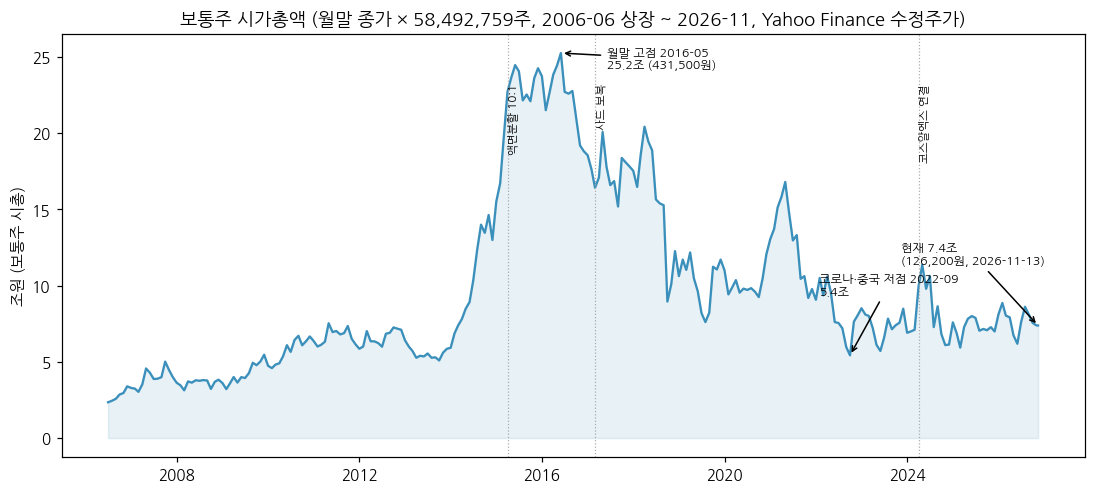 보통주 시가총액 (월말 종가 × 58,492,759주, 2006-06 상장 ~ 2026-11, Yahoo Finance 수정주가)
조원 (보통주 시총)
25
20
15
10
5
0
월말 고점 2016-05
25.2조 (431,500원)
액면분할 10:1
사드 보복
코스알엑스 연결
현재 7.4조
(126,200원, 2026-11-13)
코로나·중국 저점 2022-09
5.4조
2008
2012
2016
2020
2024